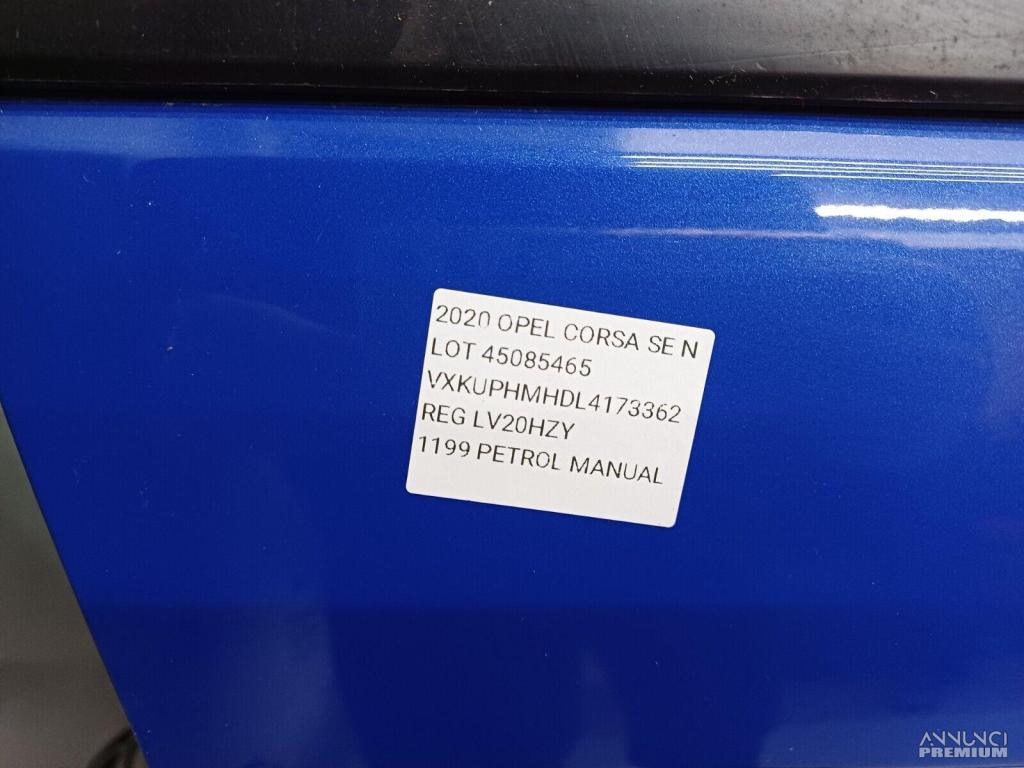 2020 OPEL CORSA SE N
LOT 45085465
VXKUPHMHDL4173362
REG LV20HZY
1199 PETROL MANUAL
ANNUNCI
PREMIUM